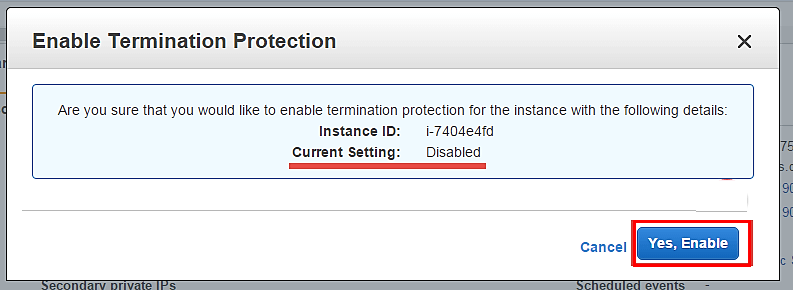 Enable Termination Protection
Are you sure that you would like to enable termination protection for the instance with the following details:
Instance ID: i-7404e4fd
Current Setting: Disabled
Cancel Yes, Enable
Secondary private IPs Scheduled events -